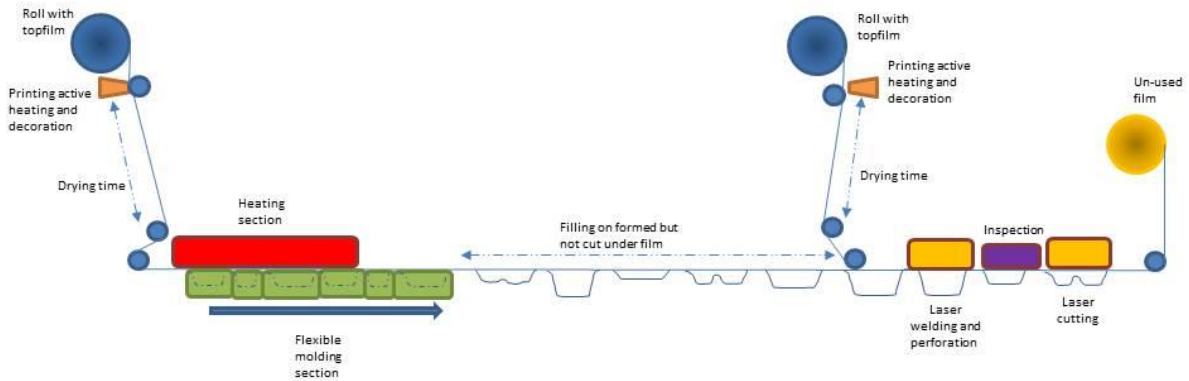 Roll with
topfilm
Printing active
heating and
decoration
Drying time
Heating
section
Flexible
molding
section
Filling on formed but
not cut under film
Roll with
topfilm
Printing active
heating and
decoration
Drying time
Un-used
film
Inspection
Laser
welding and
perforation
Laser
cutting